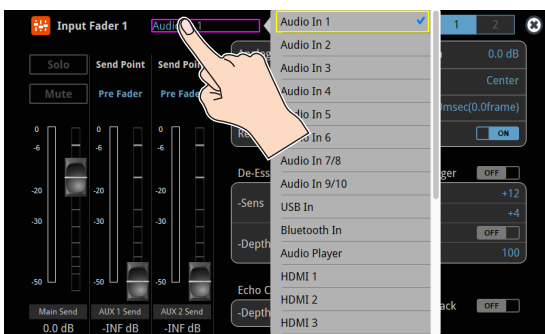 Input Fader 1
Audio In 1
1 2
Solo Send Point Send Point
Mute Pre Fader Pre Fader
0 0 0
-6 -6 -6
-20 -20 -20
-30 -30 -30
-50 -50 -50
Main Send AUX 1 Send AUX 2 Send
0.0 dB -INF dB -INF dB
De-Ess
-Sens
-Depth
Echo C
-Depth
Audio In 1
Audio In 2
Audio In 3
Audio In 4
Audio In 5
Audio In 6
Audio In 7/8
Audio In 9/10
USB In
Bluetooth In
Audio Player
HDMI 1
HDMI 2
HDMI 3
0.0 dB
Center
0msec(0.0frame)
ON
ger OFF
+12
+4
OFF
100
ack OFF